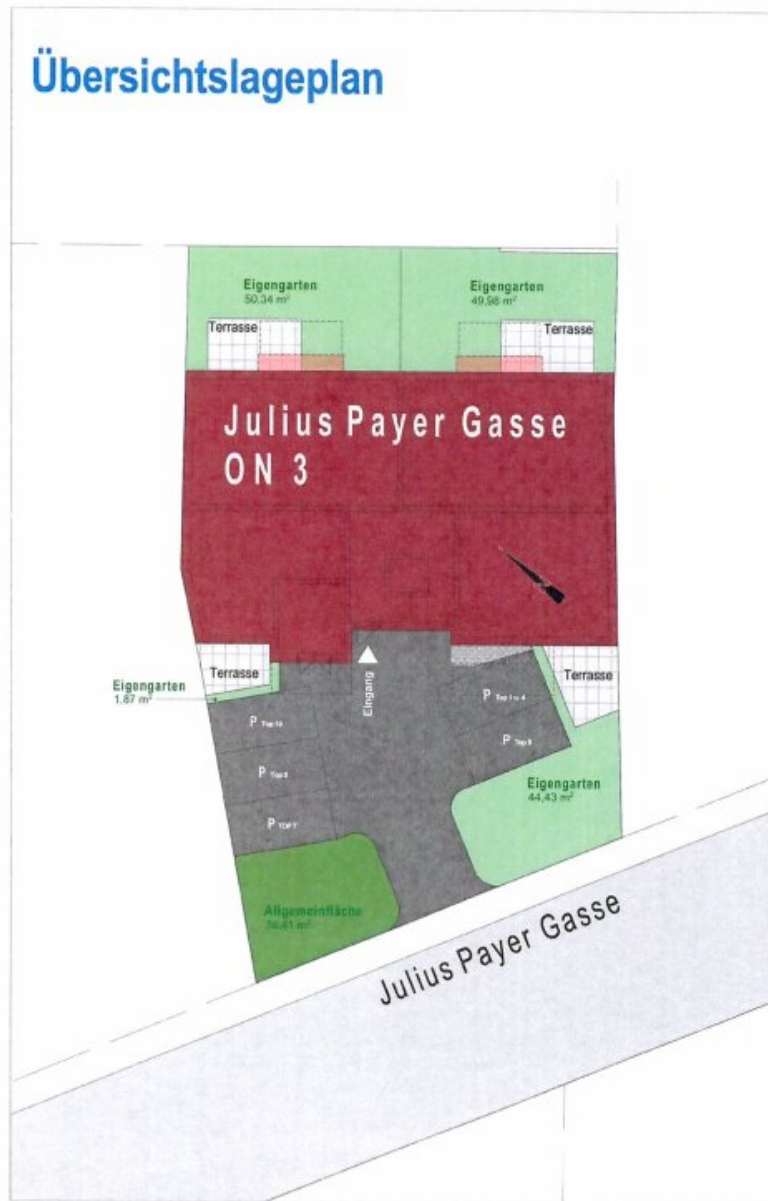 Übersichtslageplan
Eigengarten
50,34 m²
Eigengarten
49,98 m²
Terrasse
Terrasse
Julius Payer Gasse
ON 3
Terrasse
Eingang
Terrasse
Eigengarten
1.87 m²
P
P
P
P
P
Eigengarten
44,43 m²
Allgemeinfläche
Julius Payer Gasse